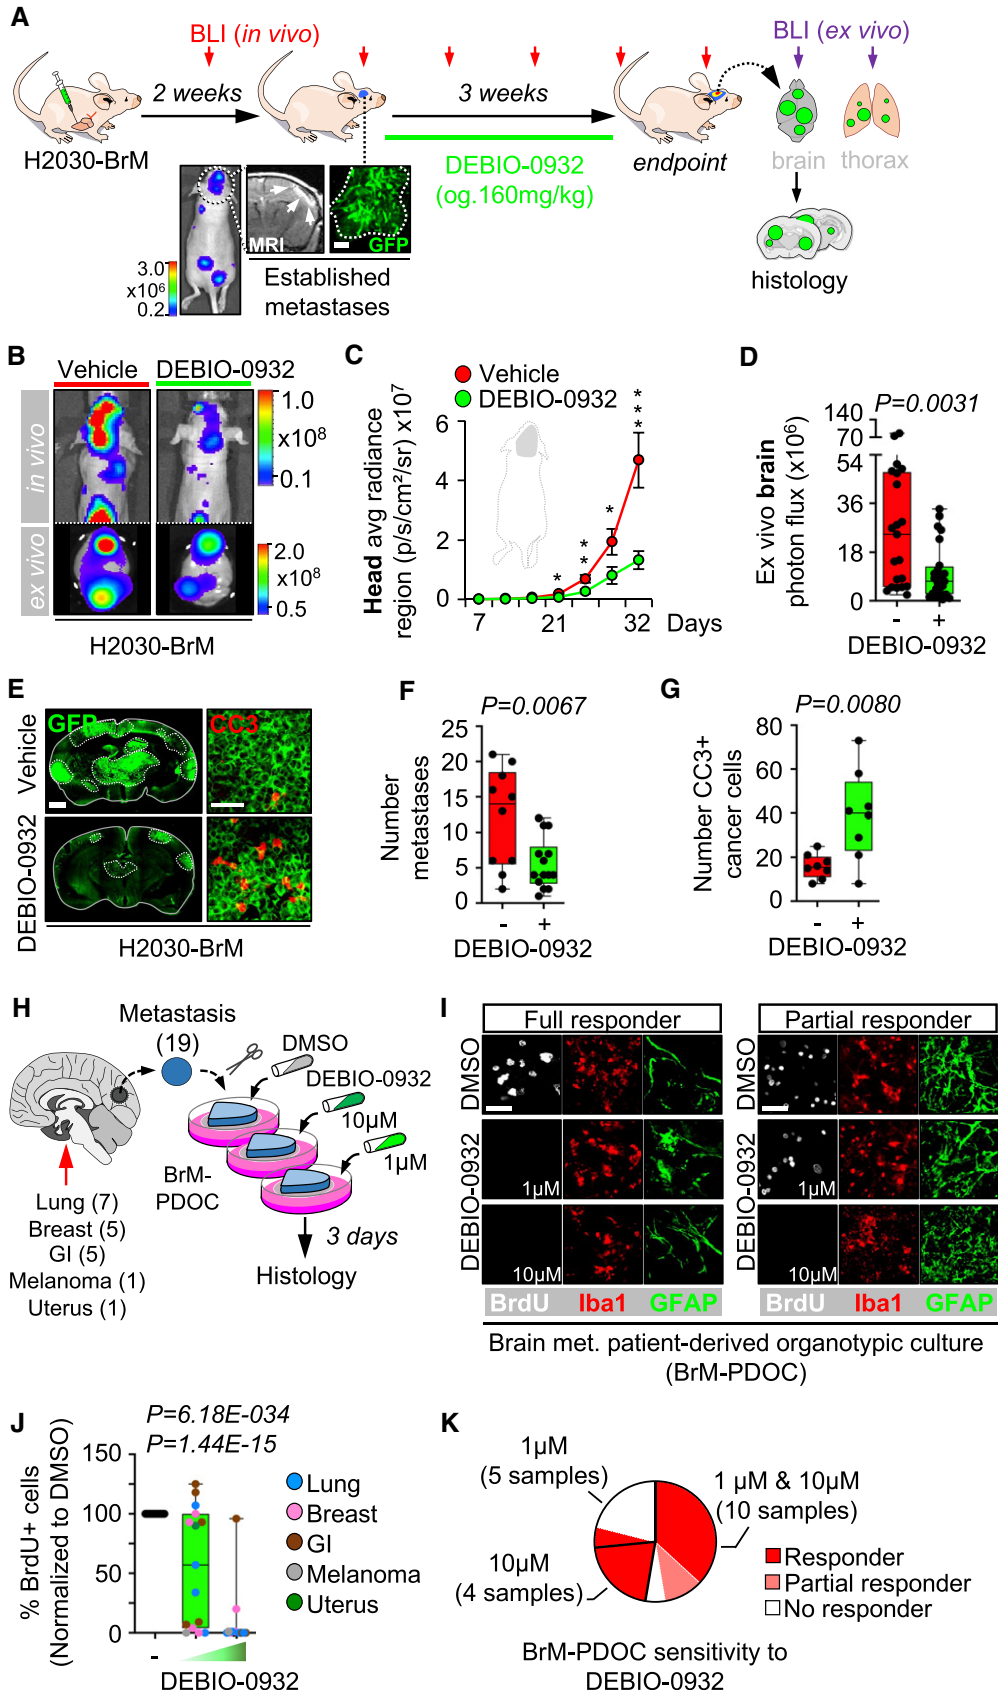 A
BLI (in vivo)
BLI (ex vivo)
2 weeks
3 weeks
H2030-BrM
DEBIO-0932
(og.160mg/kg)
endpoint
brain
thorax
MRI
GFP
3.0
x10⁶
0.2
Established
metastases
histology
B
Vehicle
DEBIO-0932
in vivo
ex vivo
1.0
x10⁸
0.1
2.0
x10⁸
0.5
H2030-BrM
C
Vehicle
DEBIO-0932
Head avg radiance
region (p/s/cm²/sr) x10⁷
6
4
2
0
*
**
*
***
7
21
32
Days
D
P=0.0031
Ex vivo brain
photon flux (x10⁶)
140
70
54
36
18
0
-
+
DEBIO-0932
E
Vehicle
DEBIO-0932
GFP
CC3
H2030-BrM
F
P=0.0067
Number
metastases
25
20
15
10
5
0
-
+
DEBIO-0932
G
P=0.0080
Number CC3+
cancer cells
80
60
40
20
0
-
+
DEBIO-0932
H
Metastasis
(19)
DMSO
DEBIO-0932
10µM
1µM
BrM-
PDOC
Lung (7)
Breast (5)
GI (5)
Melanoma (1)
Uterus (1)
3 days
Histology
I
Full responder
Partial responder
DMSO
DEBIO-0932
1µM
10µM
DMSO
DEBIO-0932
1µM
10µM
BrdU
Iba1
GFAP
BrdU
Iba1
GFAP
Brain met. patient-derived organotypic culture
(BrM-PDOC)
J
P=6.18E-034
P=1.44E-15
% BrdU+ cells
(Normalized to DMSO)
150
100
50
0
-
DEBIO-0932
Lung
Breast
GI
Melanoma
Uterus
K
1µM
(5 samples)
1 µM & 10µM
(10 samples)
10µM
(4 samples)
Responder
Partial responder
No responder
BrM-PDOC sensitivity to
DEBIO-0932